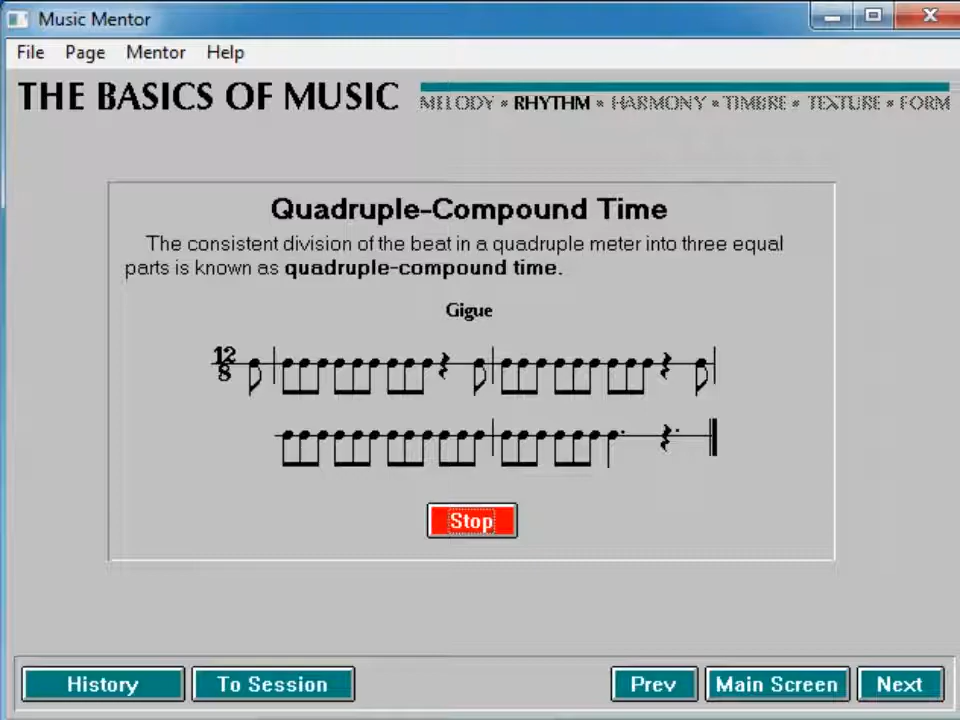 Music Mentor
File Page Mentor Help
THE BASICS OF MUSIC
MELODY * RHYTHM * HARMONY * TIMBRE * TEXTURE * FORM
Quadruple-Compound Time
The consistent division of the beat in a quadruple meter into three equal
parts is known as quadruple-compound time.
Gigue
12
8
Stop
History To Session Prev Main Screen Next